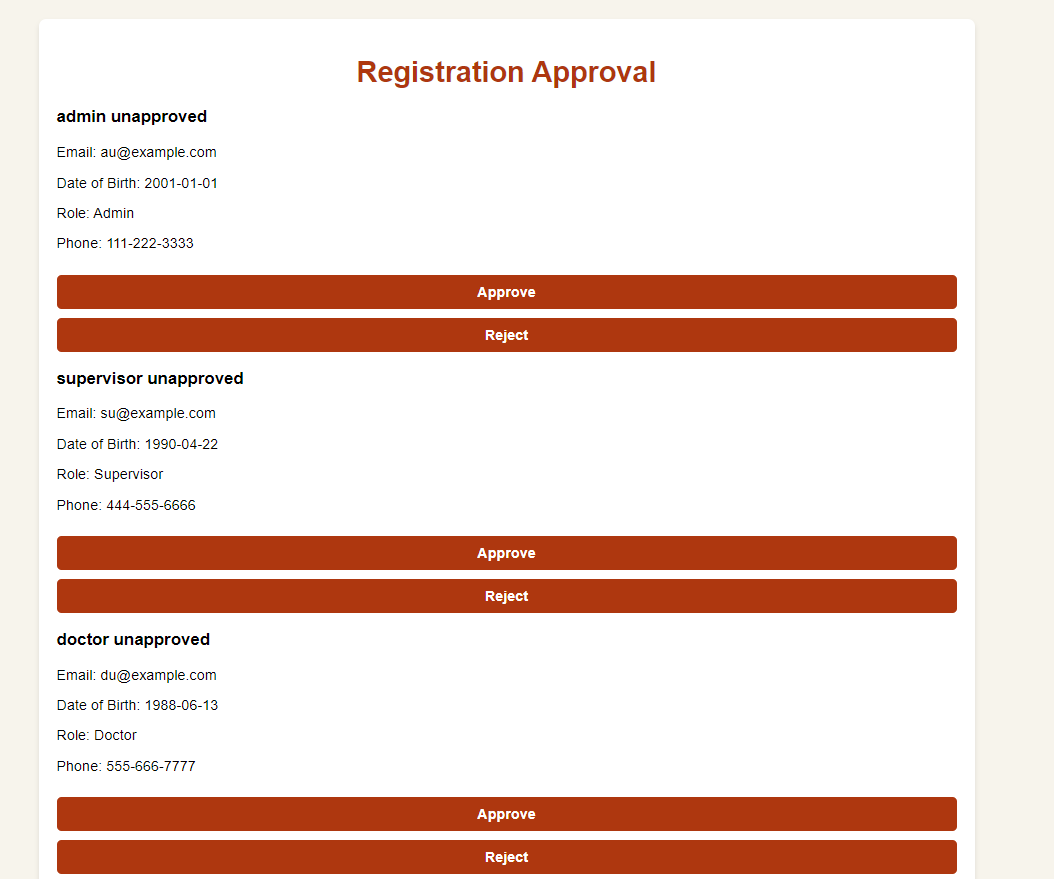 Registration Approval
admin unapproved
Email: au@example.com
Date of Birth: 2001-01-01
Role: Admin
Phone: 111-222-3333
Approve
Reject
supervisor unapproved
Email: su@example.com
Date of Birth: 1990-04-22
Role: Supervisor
Phone: 444-555-6666
Approve
Reject
doctor unapproved
Email: du@example.com
Date of Birth: 1988-06-13
Role: Doctor
Phone: 555-666-7777
Approve
Reject